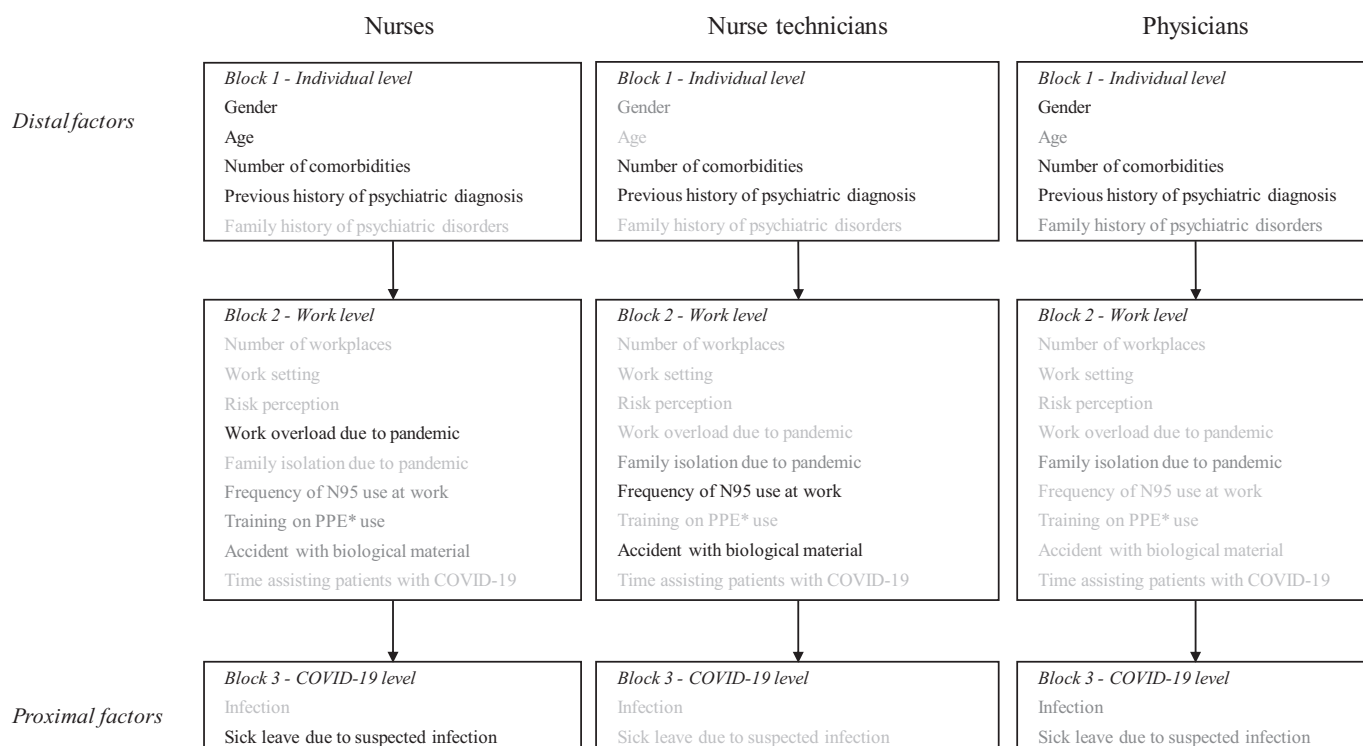 Nurses
Nurse technicians
Physicians
Distal factors
Block 1 - Individual level
Gender
Age
Number of comorbidities
Previous history of psychiatric diagnosis
Family history of psychiatric disorders
Block 1 - Individual level
Gender
Age
Number of comorbidities
Previous history of psychiatric diagnosis
Family history of psychiatric disorders
Block 1 - Individual level
Gender
Age
Number of comorbidities
Previous history of psychiatric diagnosis
Family history of psychiatric disorders
Block 2 - Work level
Number of workplaces
Work setting
Risk perception
Work overload due to pandemic
Family isolation due to pandemic
Frequency of N95 use at work
Training on PPE* use
Accident with biological material
Time assisting patients with COVID-19
Block 2 - Work level
Number of workplaces
Work setting
Risk perception
Work overload due to pandemic
Family isolation due to pandemic
Frequency of N95 use at work
Training on PPE* use
Accident with biological material
Time assisting patients with COVID-19
Block 2 - Work level
Number of workplaces
Work setting
Risk perception
Work overload due to pandemic
Family isolation due to pandemic
Frequency of N95 use at work
Training on PPE* use
Accident with biological material
Time assisting patients with COVID-19
Proximal factors
Block 3 - COVID-19 level
Infection
Sick leave due to suspected infection
Block 3 - COVID-19 level
Infection
Sick leave due to suspected infection
Block 3 - COVID-19 level
Infection
Sick leave due to suspected infection